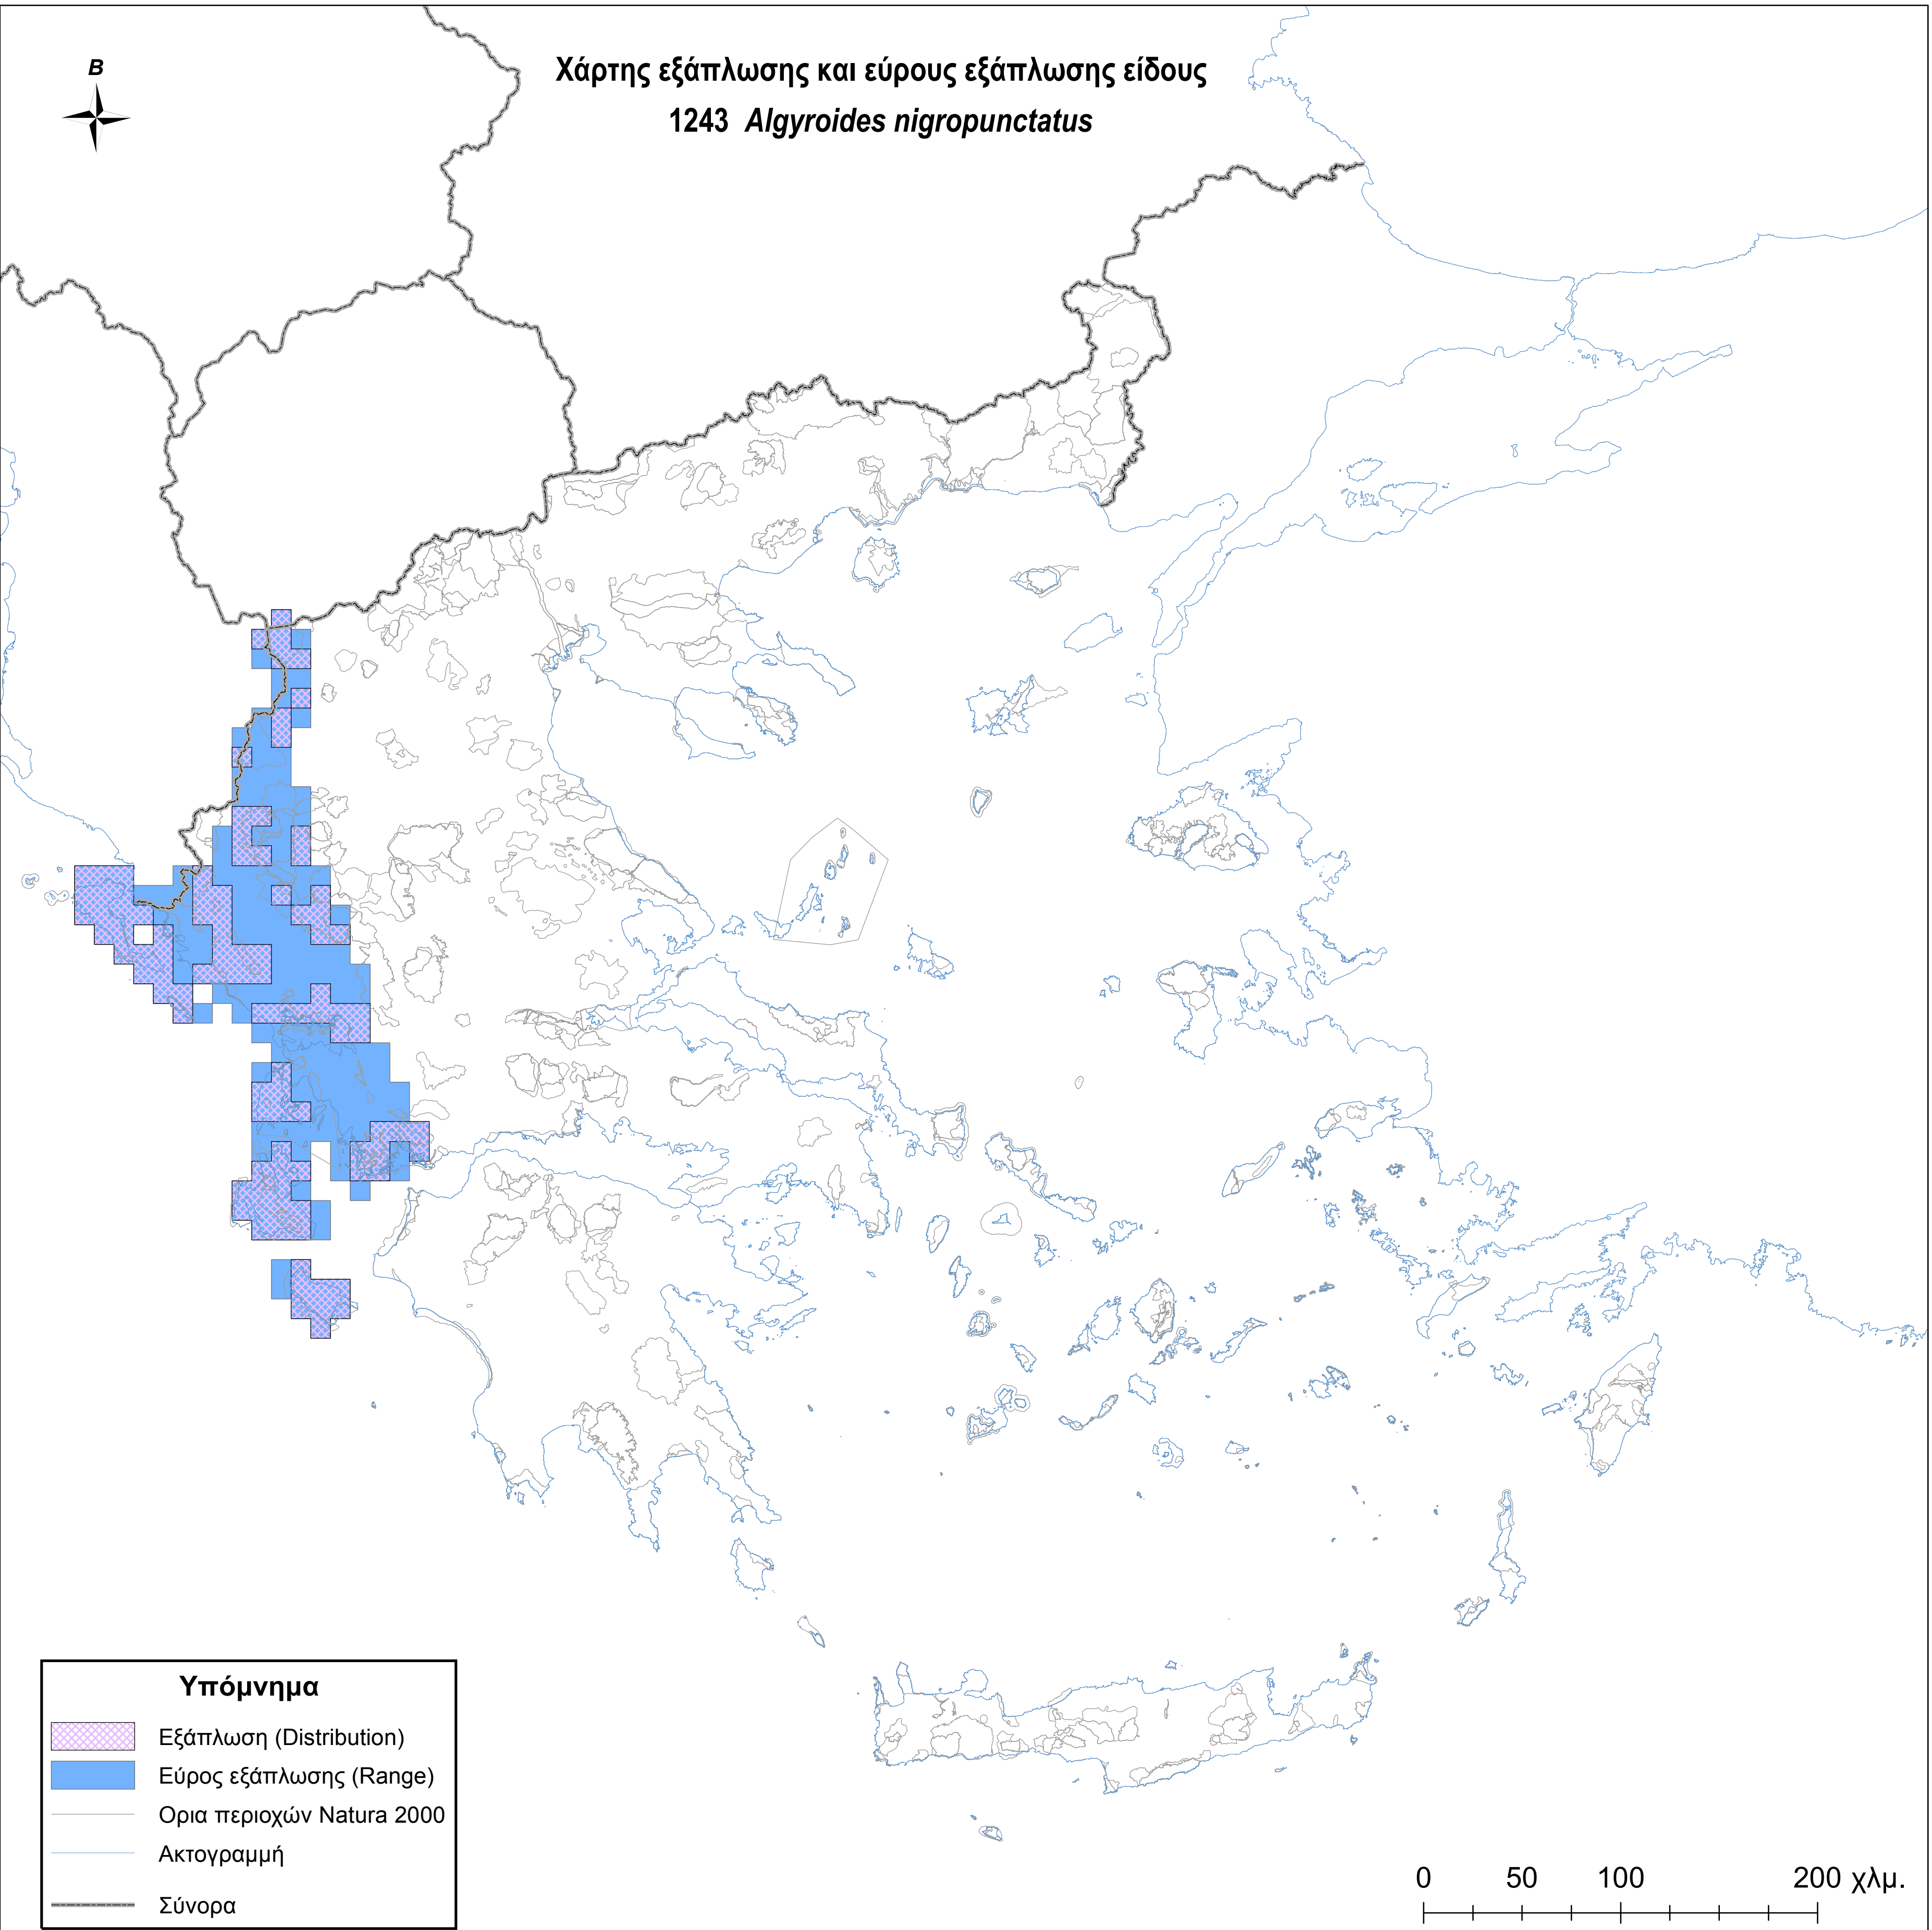 Β
Χάρτης εξάπλωσης και εύρους εξάπλωσης είδους
1243 Algyroides nigropunctatus
Υπόμνημα
Εξάπλωση (Distribution)
Εύρος εξάπλωσης (Range)
Ορια περιοχών Natura 2000
Ακτογραμμή
Σύνορα
0 50 100 200 χλμ.